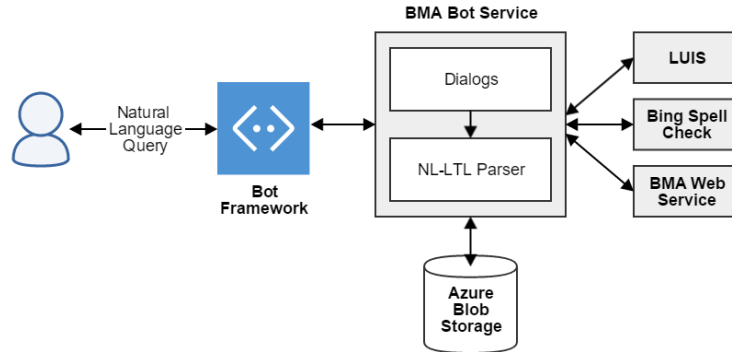 BMA Bot Service
Dialogs
NL-LTL Parser
Natural
Language
Query
Bot
Framework
LUIS
Bing Spell
Check
BMA Web
Service
Azure
Blob
Storage